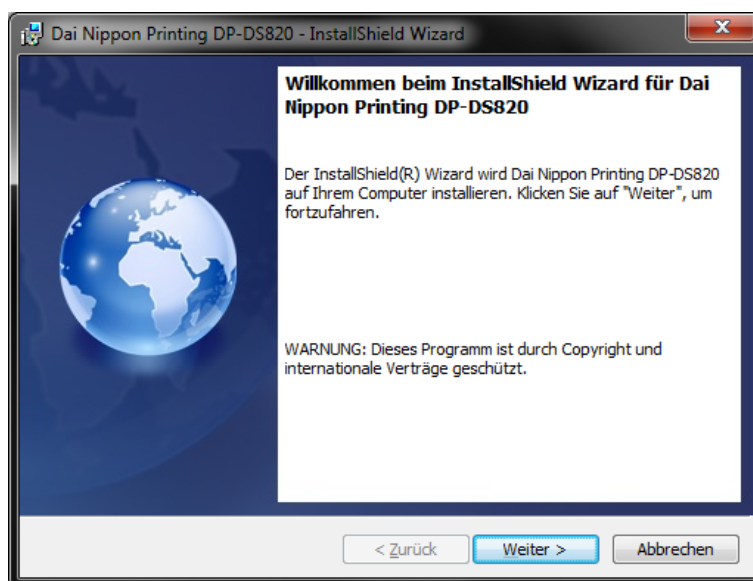 Dai Nippon Printing DP-DS820 - InstallShield Wizard
Willkommen beim InstallShield Wizard für Dai
Nippon Printing DP-DS820
Der InstallShield(R) Wizard wird Dai Nippon Printing DP-DS820
auf Ihrem Computer installieren. Klicken Sie auf "Weiter", um
fortzufahren.
WARNUNG: Dieses Programm ist durch Copyright und
internationale Verträge geschützt.
< Zurück
Weiter >
Abbrechen